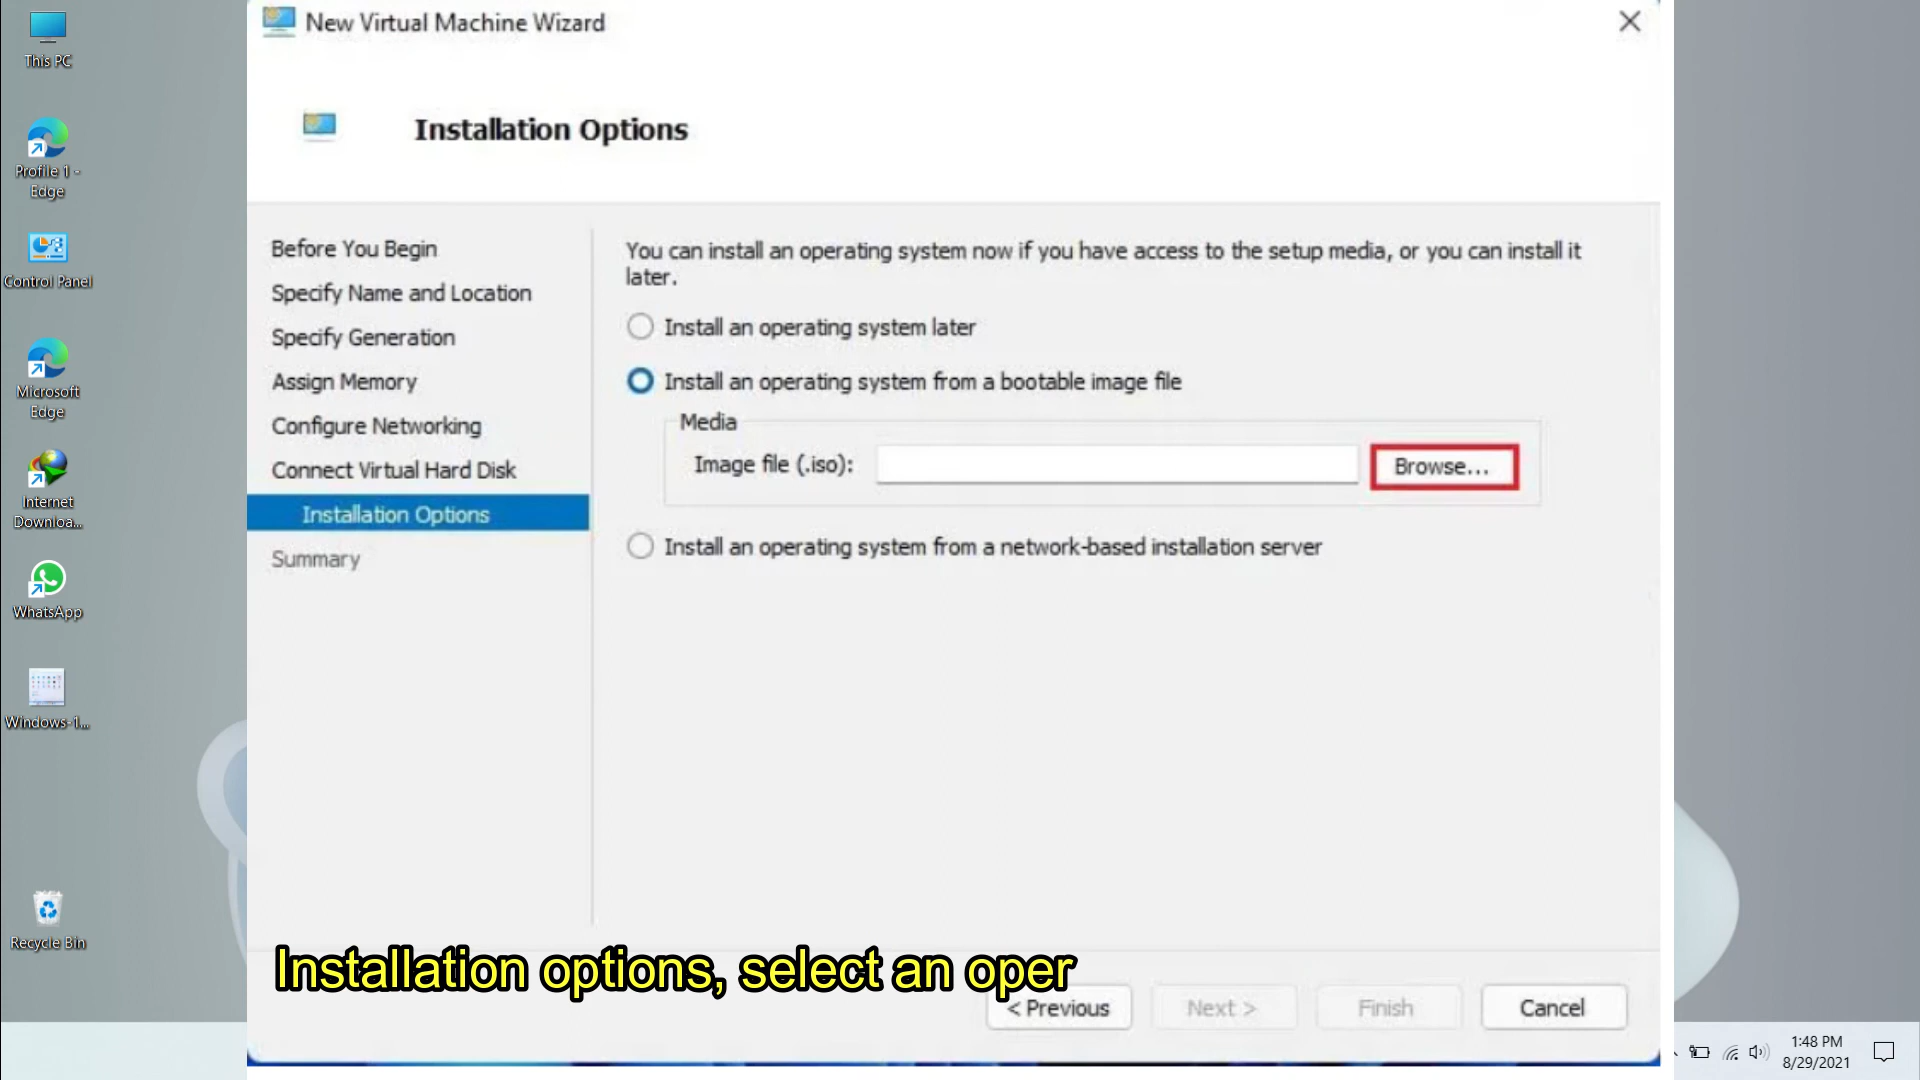 This PC
Profile 1 -
Edge
Control Panel
Microsoft
Edge
Internet
Downloa...
WhatsApp
Windows-1...
Recycle Bin
New Virtual Machine Wizard
Installation Options
Before You Begin
Specify Name and Location
Specify Generation
Assign Memory
Configure Networking
Connect Virtual Hard Disk
Installation Options
Summary
You can install an operating system now if you have access to the setup media, or you can install it
later.
Install an operating system later
Install an operating system from a bootable image file
Media
Image file (.iso):
Browse...
Install an operating system from a network-based installation server
Installation options, select an oper
< Previous
Next >
Finish
Cancel
1:48 PM
8/29/2021